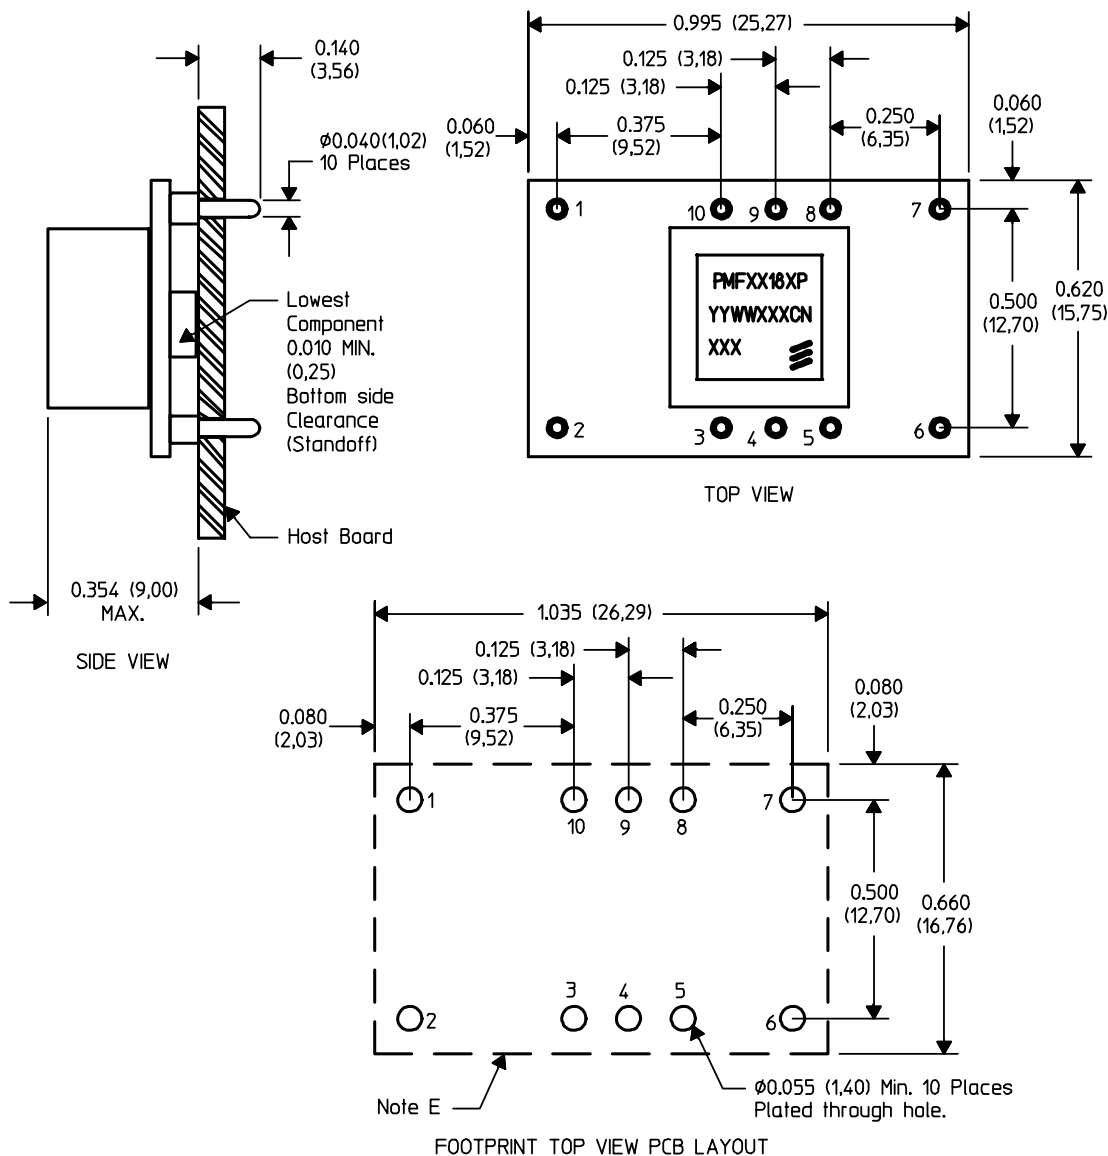 0.140
(3,56)
Ø0.040(1,02)
10 Places
Lowest
Component
0.010 MIN.
(0,25)
Bottom side
Clearance
(Standoff)
Host Board
0.354 (9,00)
MAX.
SIDE VIEW
0.995 (25,27)
0.125 (3,18)
0.125 (3,18)
0.060
(1,52)
0.375
(9,52)
0.250
(6,35)
0.060
(1,52)
1
10
9
8
7
PMFXX18XP
YYWWXXXCN
XXX
0.500
(12,70)
0.620
(15,75)
2
3
4
5
6
TOP VIEW
1.035 (26,29)
0.125 (3,18)
0.125 (3,18)
0.080
(2,03)
0.375
(9,52)
0.250
(6,35)
0.080
(2,03)
1
10
9
8
7
0.500
(12,70)
0.660
(16,76)
2
3
4
5
6
Note E
Ø0.055 (1,40) Min. 10 Places
Plated through hole.
FOOTPRINT TOP VIEW PCB LAYOUT